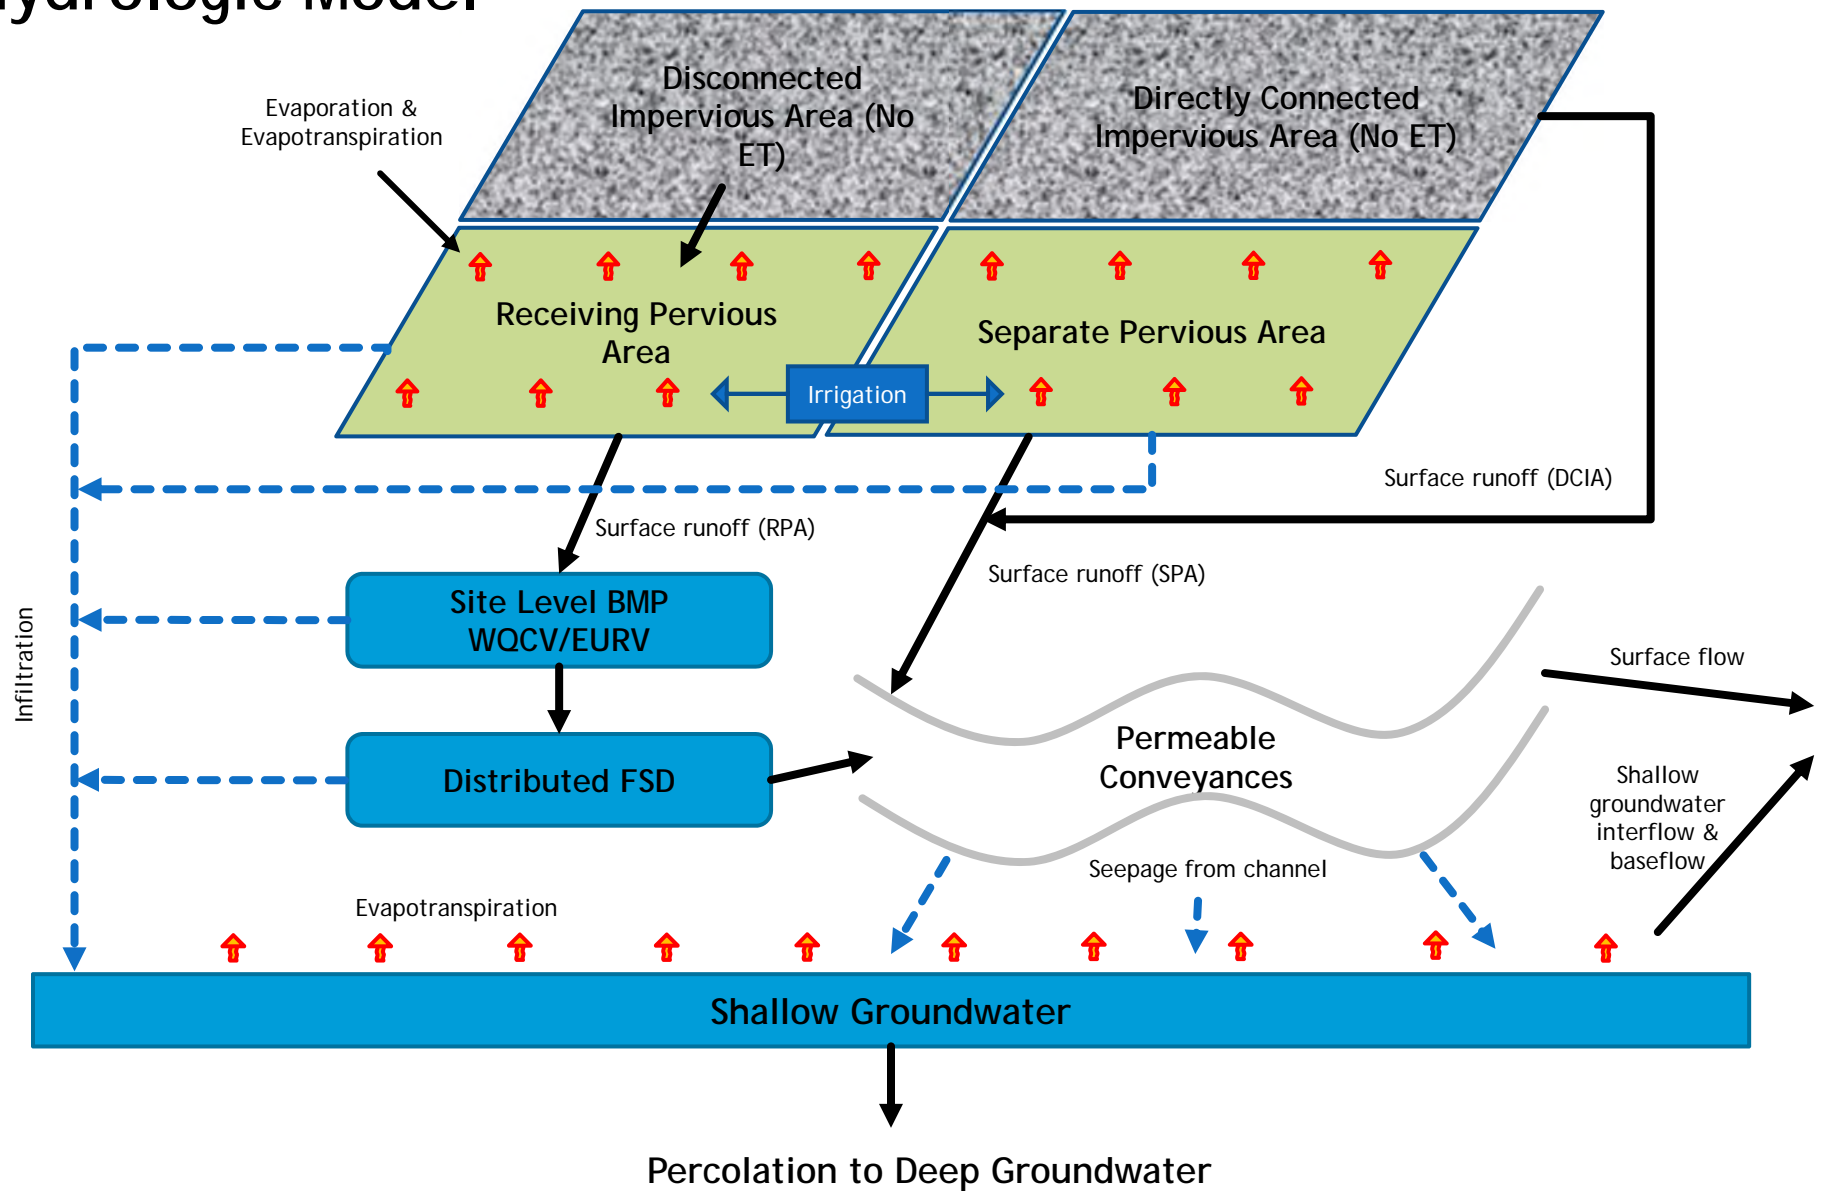 Hydrologic Model
Disconnected
Impervious Area (No
ET)
Directly Connected
Impervious Area (No ET)
Evaporation &
Evapotranspiration
Receiving Pervious
Area
Separate Pervious Area
Irrigation
Surface runoff (DCIA)
Surface runoff (RPA)
Surface runoff (SPA)
Site Level BMP
WQCV/EURV
Infiltration
Surface flow
Distributed FSD
Permeable
Conveyances
Shallow
groundwater
interflow &
baseflow
Seepage from channel
Evapotranspiration
Shallow Groundwater
Percolation to Deep Groundwater